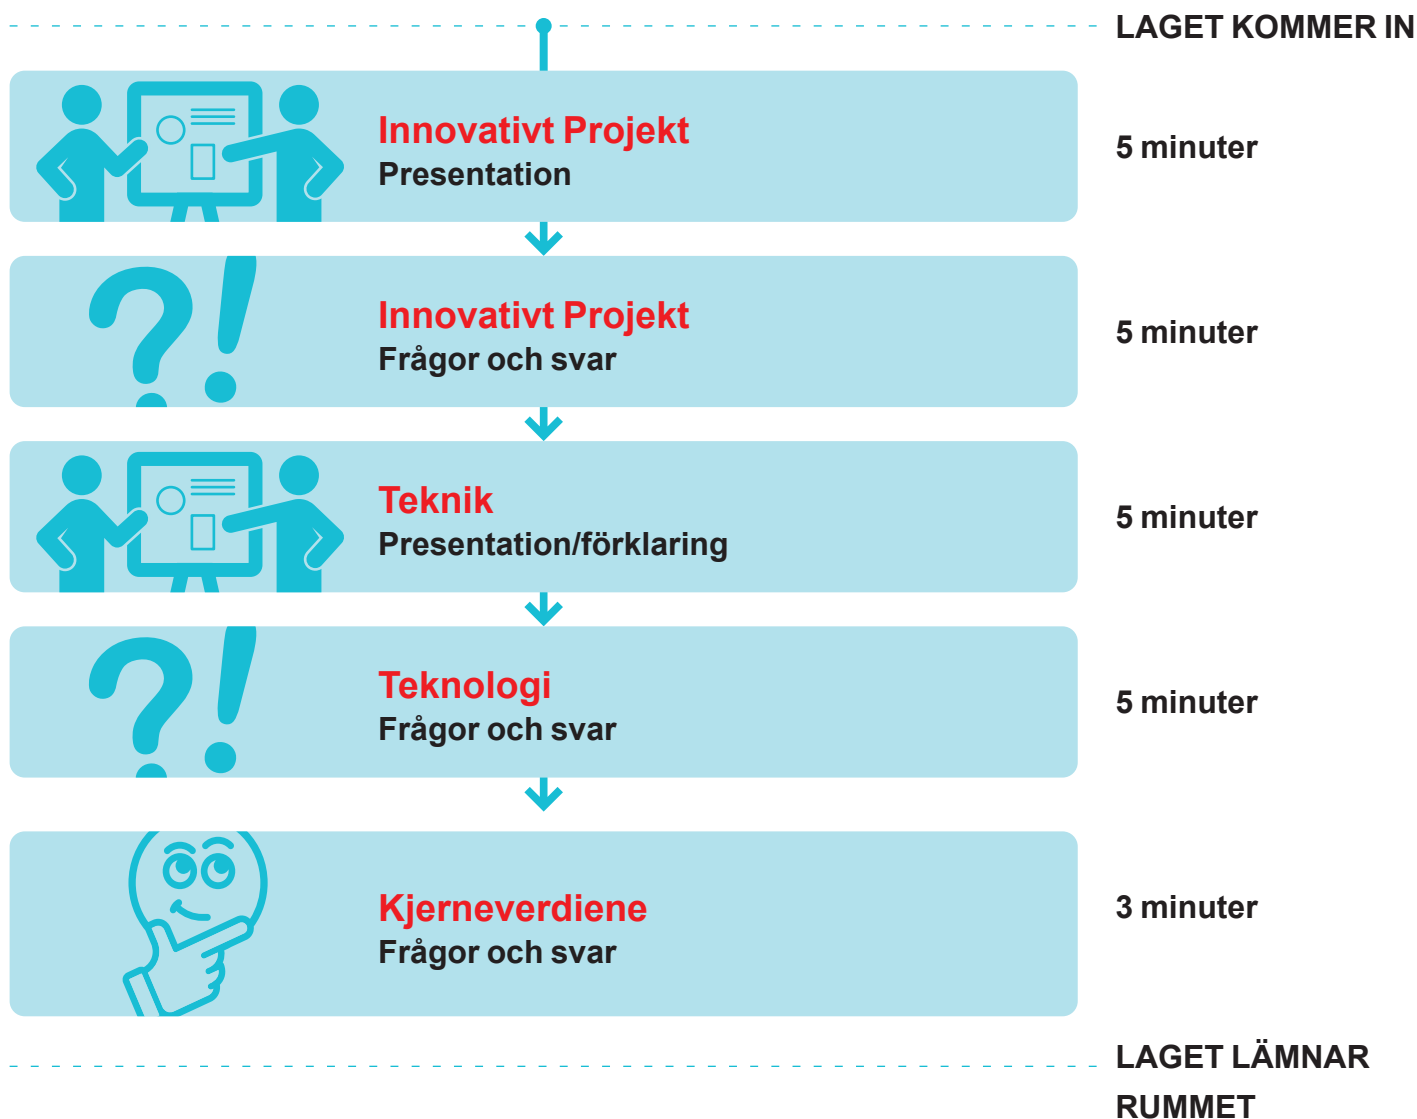 LAGET KOMMER IN
Innovativt Projekt
Presentation
5 minuter
Innovativt Projekt
Frågor och svar
5 minuter
Teknik
Presentation/förklaring
5 minuter
Teknologi
Frågor och svar
5 minuter
Kjerneverdiene
Frågor och svar
3 minuter
LAGET LÄMNAR
RUMMET